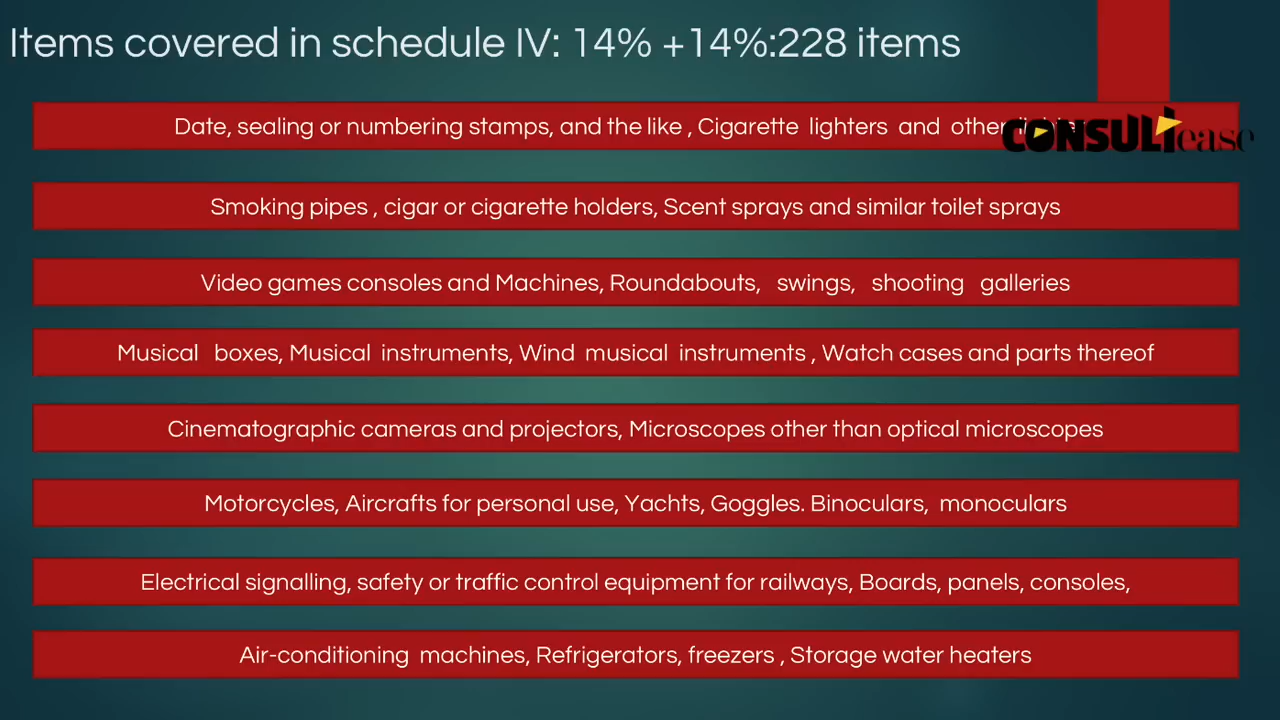 Items covered in schedule IV: 14% +14%:228 items
Date, sealing or numbering stamps, and the like , Cigarette lighters and other
CONSULTease
Smoking pipes , cigar or cigarette holders, Scent sprays and similar toilet sprays
Video games consoles and Machines, Roundabouts, swings, shooting galleries
Musical boxes, Musical instruments, Wind musical instruments , Watch cases and parts thereof
Cinematographic cameras and projectors, Microscopes other than optical microscopes
Motorcycles, Aircrafts for personal use, Yachts, Goggles. Binoculars, monoculars
Electrical signalling, safety or traffic control equipment for railways, Boards, panels, consoles,
Air-conditioning machines, Refrigerators, freezers , Storage water heaters